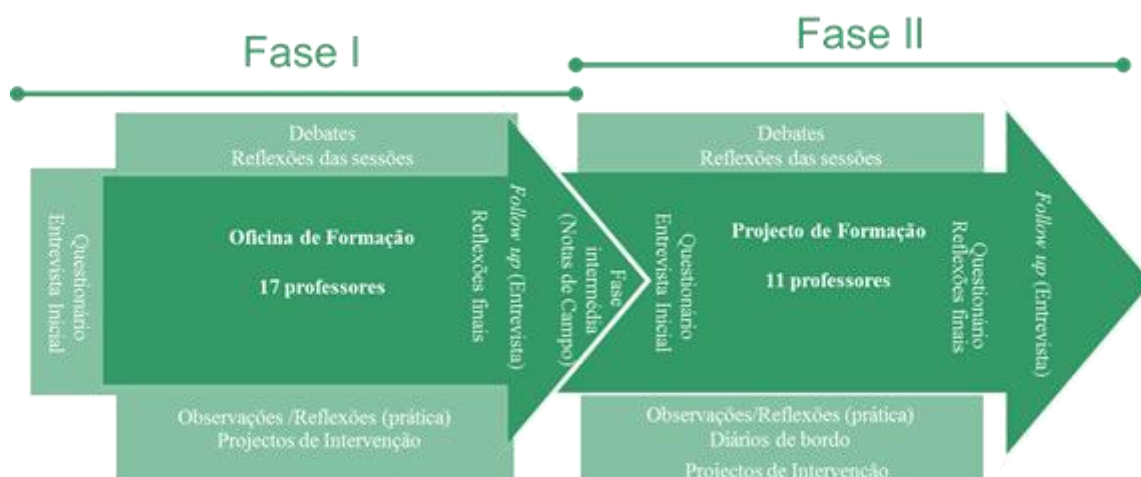 Fase I
Fase II
Debates
Reflexões das sessões
Questionário
Entrevista Inicial
Oficina de Formação
17 professores
Reflexões finais
Follow up (Entrevista)
Observações /Reflexões (prática)
Projectos de Intervenção
Fase
intermédia
(Notas de Campo)
Debates
Reflexões das sessões
Questionário
Entrevista Inicial
Projecto de Formação
11 professores
Questionário
Reflexões finais
Follow up (Entrevista)
Observações/Reflexões (prática)
Diários de bordo
Projectos de Intervenção